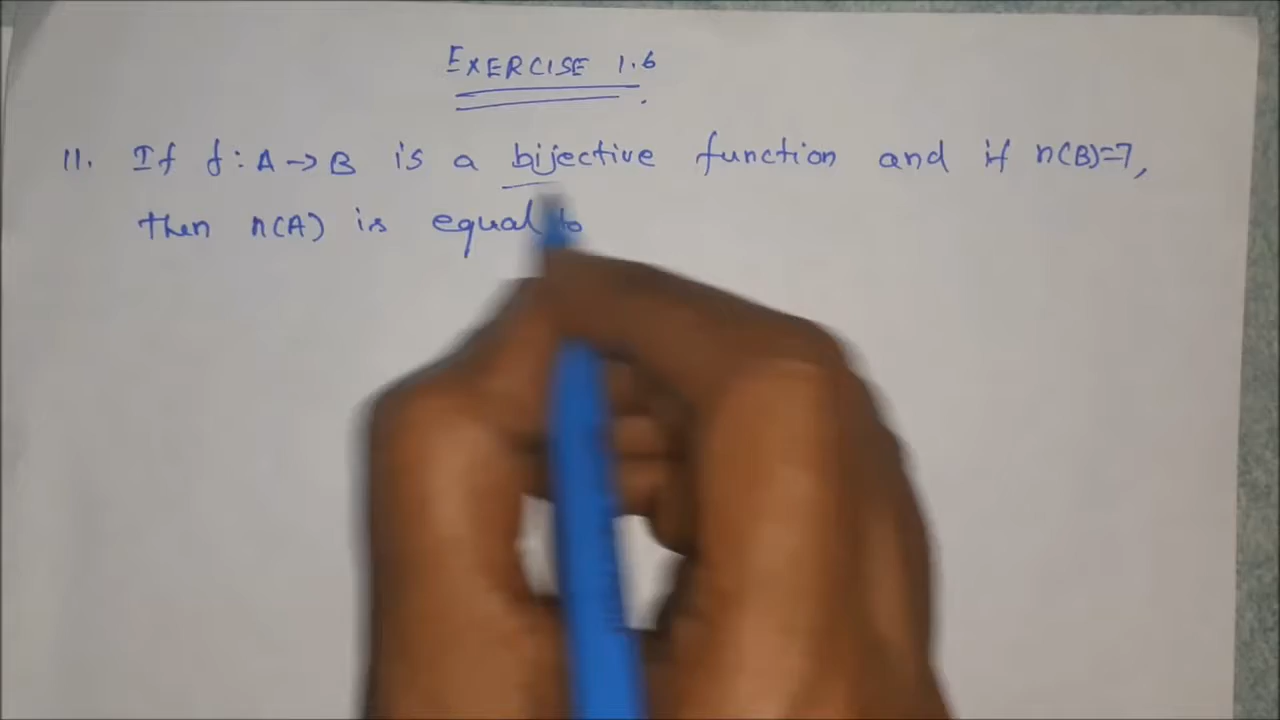 EXERCISE 1.6
11. If f : A → B is a bijective function and if n(B)=7,
then n(A) is equal to